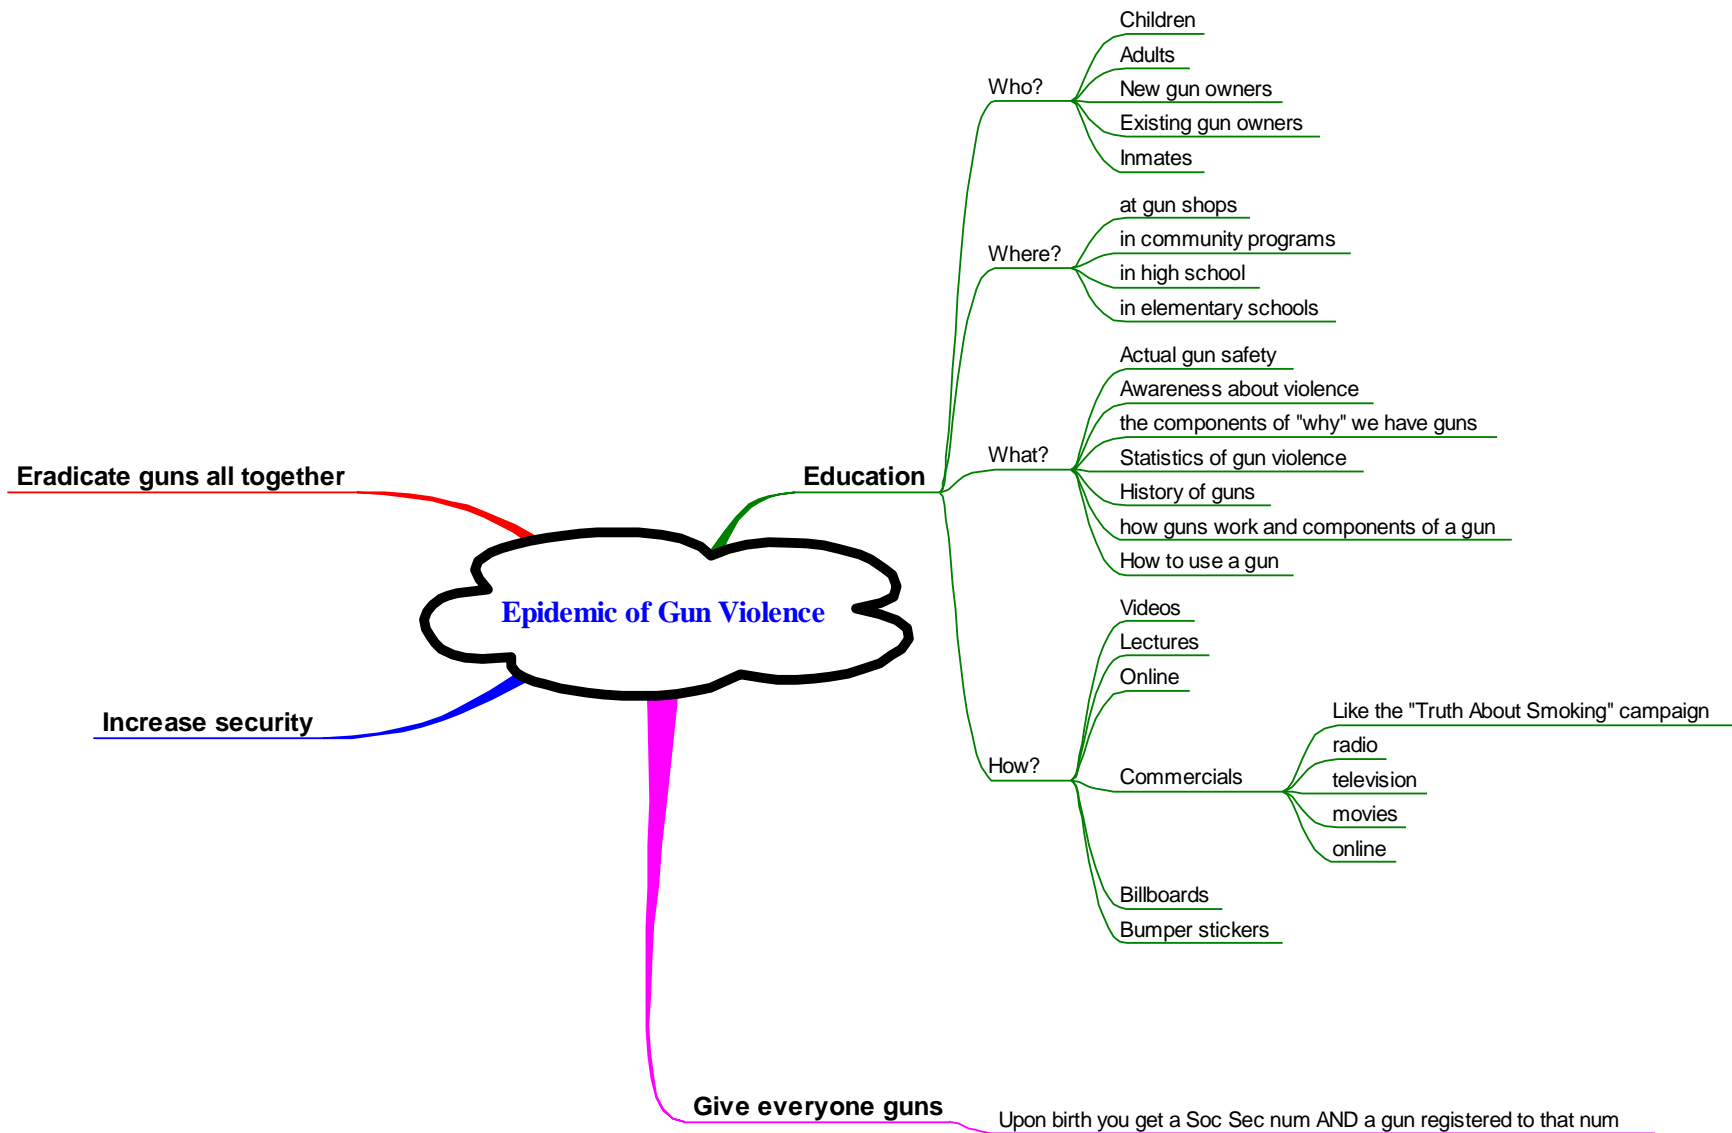 Epidemic of Gun Violence
Education
Who?
Children
Adults
New gun owners
Existing gun owners
Inmates
Where?
at gun shops
in community programs
in high school
in elementary schools
What?
Actual gun safety
Awareness about violence
the components of "why" we have guns
Statistics of gun violence
History of guns
how guns work and components of a gun
How to use a gun
How?
Videos
Lectures
Online
Commercials
Like the "Truth About Smoking" campaign
radio
television
movies
online
Billboards
Bumper stickers
Give everyone guns
Upon birth you get a Soc Sec num AND a gun registered to that num
Increase security
Eradicate guns all together